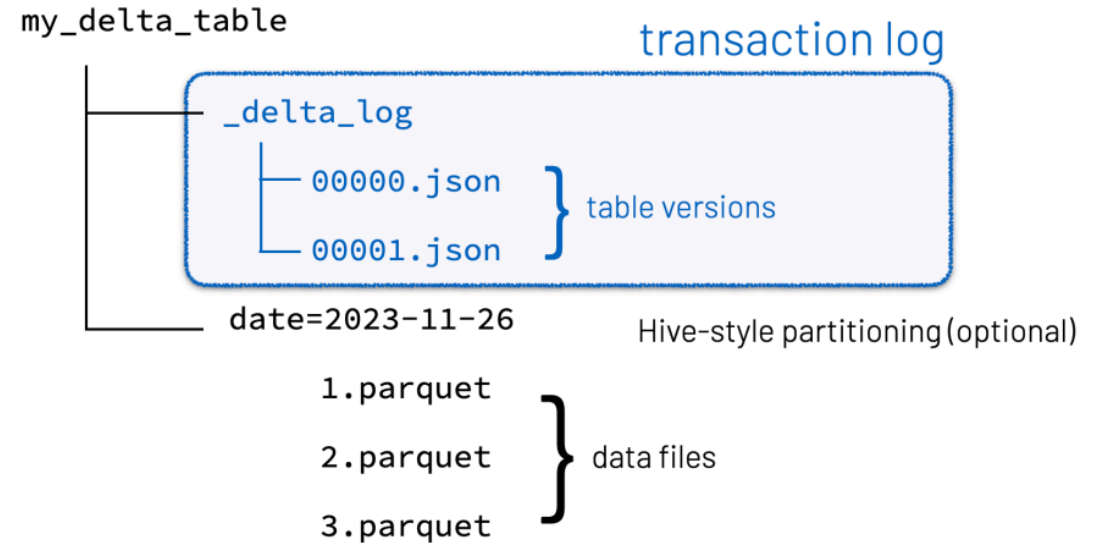 my_delta_table
transaction log
_delta_log
00000.json
table versions
00001.json
date=2023-11-26
Hive-style partitioning (optional)
1.parquet
2.parquet
data files
3.parquet